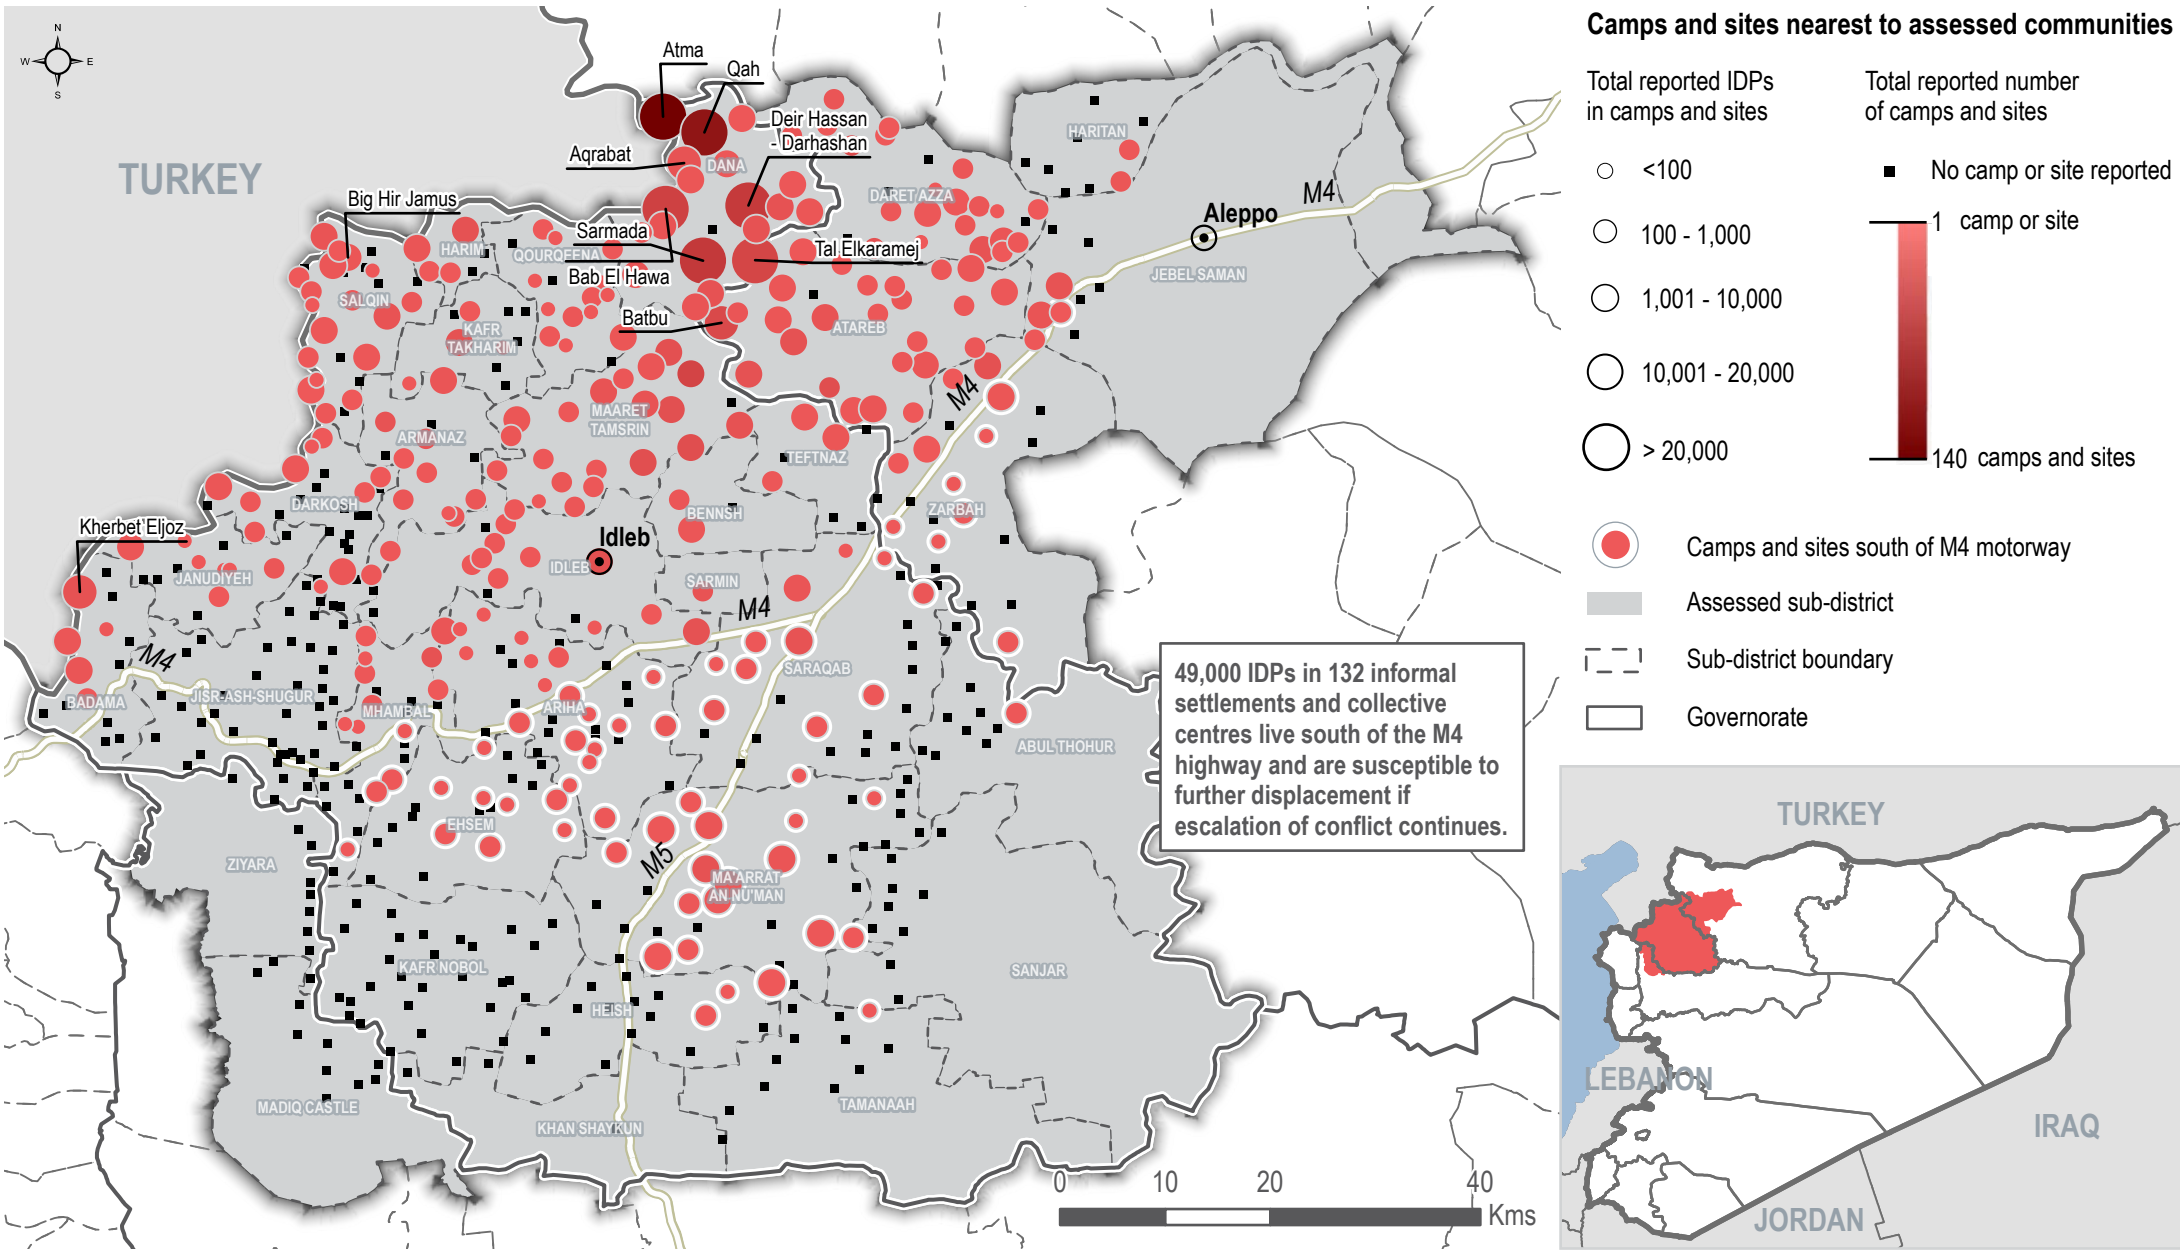 N
W
E
S
TURKEY
Atma
Qah
Deir Hassan
- Darhashan
Aqrabat
DANA
HARITAN
DARET AZZA
M4
Aleppo
Big Hir Jamus
HARIM
QOURQEENA
Sarmada
Tal Elkaramej
Bab El Hawa
JEBEL SAMAN
SALQIN
Batbu
ATAREB
KAFR
TAKHARIM
M4
MAARET
TAMSRIN
ARMANAZ
TEFTNAZ
DARKOSH
BENNSH
ZARBAH
Kherbet Eljoz
Idleb
IDLEB
JANUDIYEH
SARMIN
M4
M4
SARAQAB
BADAMA
JISR-ASH-SHUGUR
MHAMBAL
ARIHA
ABUL THOHUR
49,000 IDPs in 132 informal
settlements and collective
centres live south of the M4
highway and are susceptible to
further displacement if
escalation of conflict continues.
EHSEM
M5
ZIYARA
MA'ARRAT
AN NU'MAN
KAFR NOBOL
SANJAR
HEISH
MADIQ CASTLE
KHAN SHAYKUN
TAMANAAH
0
10
20
40
Kms
Camps and sites nearest to assessed communities
Total reported IDPs
in camps and sites
<100
100 - 1,000
1,001 - 10,000
10,001 - 20,000
> 20,000
Total reported number
of camps and sites
No camp or site reported
1 camp or site
140 camps and sites
Camps and sites south of M4 motorway
Assessed sub-district
Sub-district boundary
Governorate
TURKEY
LEBANON
IRAQ
JORDAN